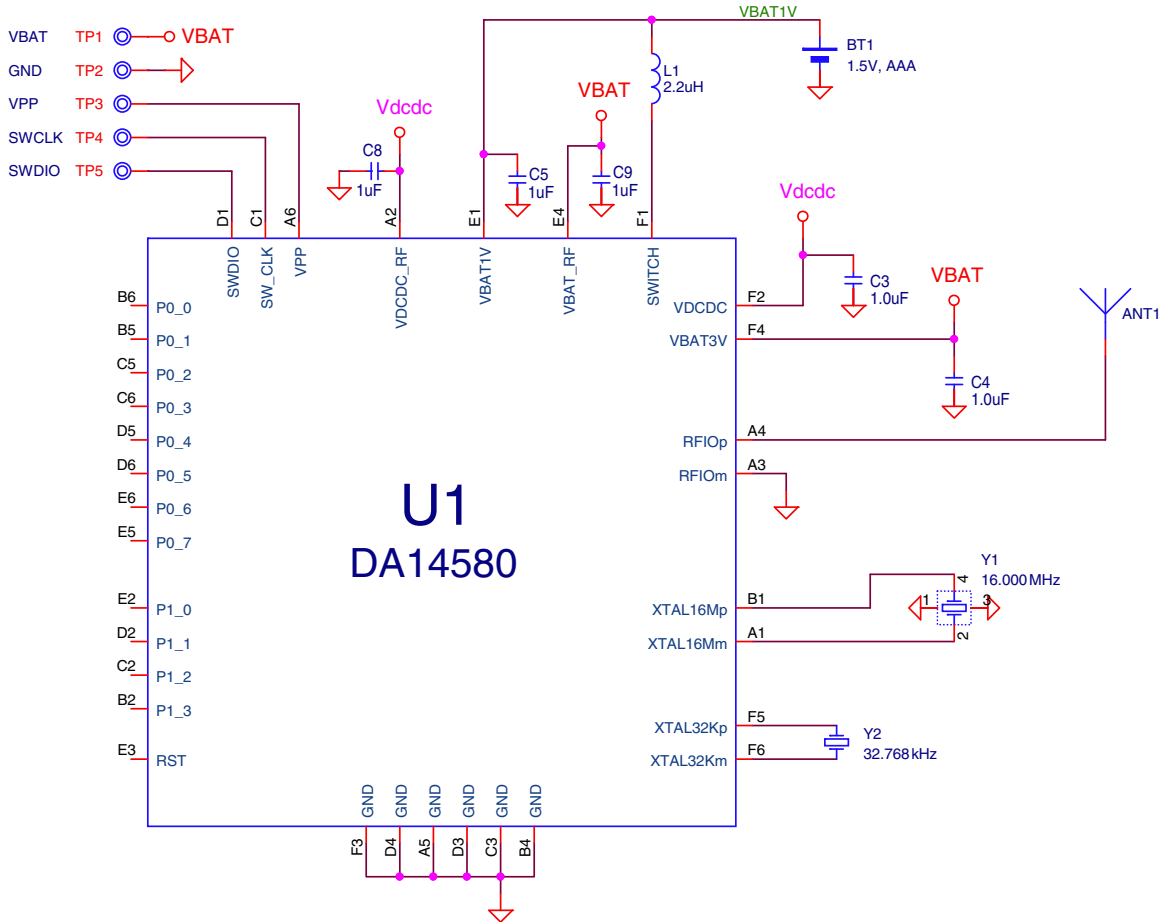 VBAT1V
VBAT TP1 VBAT
GND TP2
VPP TP3
SWCLK TP4
SWDIO TP5
BT1
1.5V, AAA
L1
2.2uH
VBAT
Vdcdc
C8
1uF
C5
1uF
C9
1uF
D1 C1 A6 A2 E1 E4 F1
SWDIO SW_CLK VPP VDCDC_RF VBAT1V VBAT_RF SWITCH
Vdcdc
C3
1.0uF
VBAT
C4
1.0uF
ANT1
B6 P0_0
B5 P0_1
C5 P0_2
C6 P0_3
D5 P0_4
D6 P0_5
E6 P0_6
E5 P0_7
E2 P1_0
D2 P1_1
C2 P1_2
B2 P1_3
E3 RST
U1
DA14580
VDCDC F2
VBAT3V F4
RFIOp A4
RFIOm A3
XTAL16Mp B1
XTAL16Mm A1
XTAL32Kp F5
XTAL32Km F6
Y1
16.000MHz
4
1 3
2
Y2
32.768kHz
GND GND GND GND GND GND
F3 D4 A5 D3 C3 B4